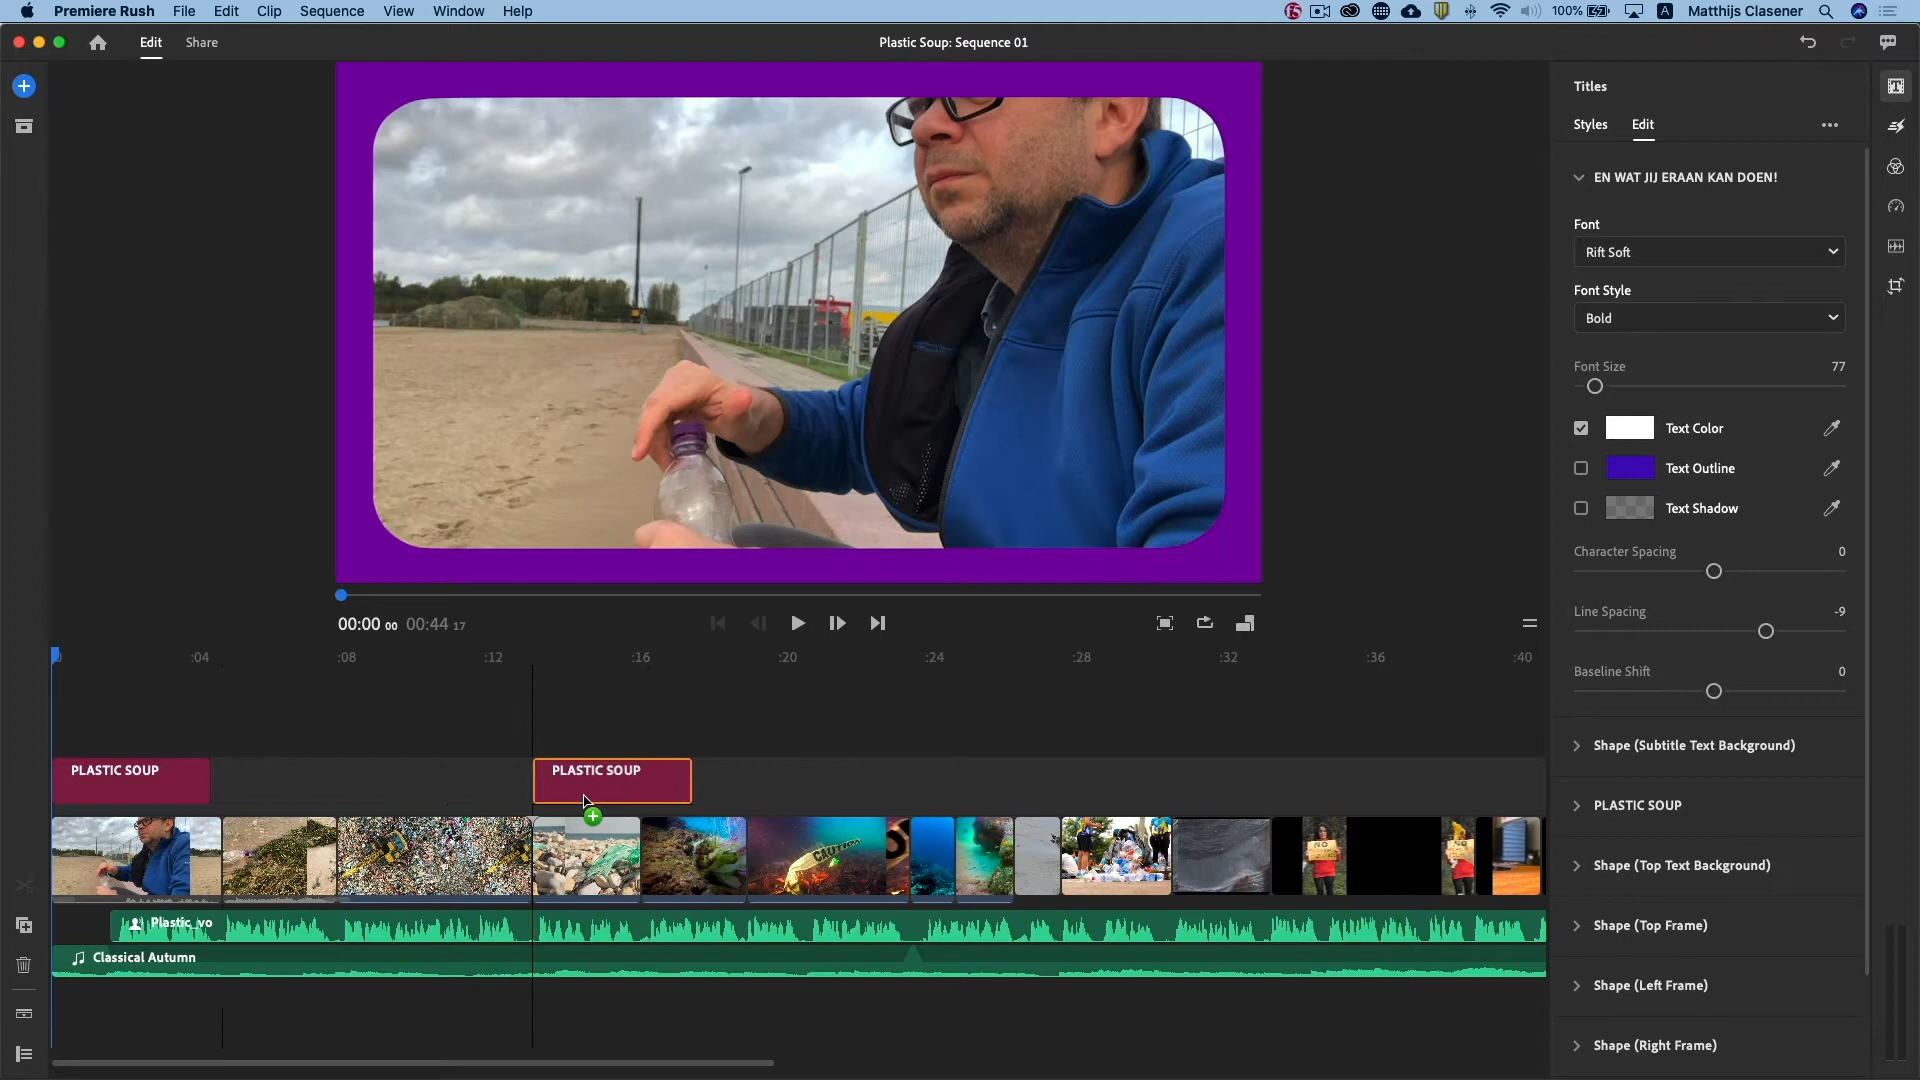 Premiere Rush File Edit Clip Sequence View Window Help 100% A Matthijs Clasener
Edit Share Plastic Soup: Sequence 01
Titles
Styles Edit
EN WAT JIJ ERAAN KAN DOEN!
Font
Rift Soft
Font Style
Bold
Font Size 77
Text Color
Text Outline
Text Shadow
Character Spacing 0
Line Spacing -9
Baseline Shift 0
Shape (Subtitle Text Background)
PLASTIC SOUP
Shape (Top Text Background)
Shape (Top Frame)
Shape (Left Frame)
Shape (Right Frame)
00:00 00 00:44 17
:04 :08 :12 :16 :20 :24 :28 :32 :36 :40
PLASTIC SOUP PLASTIC SOUP
CAUTION
NO NO
Plastic_vo
Classical Autumn